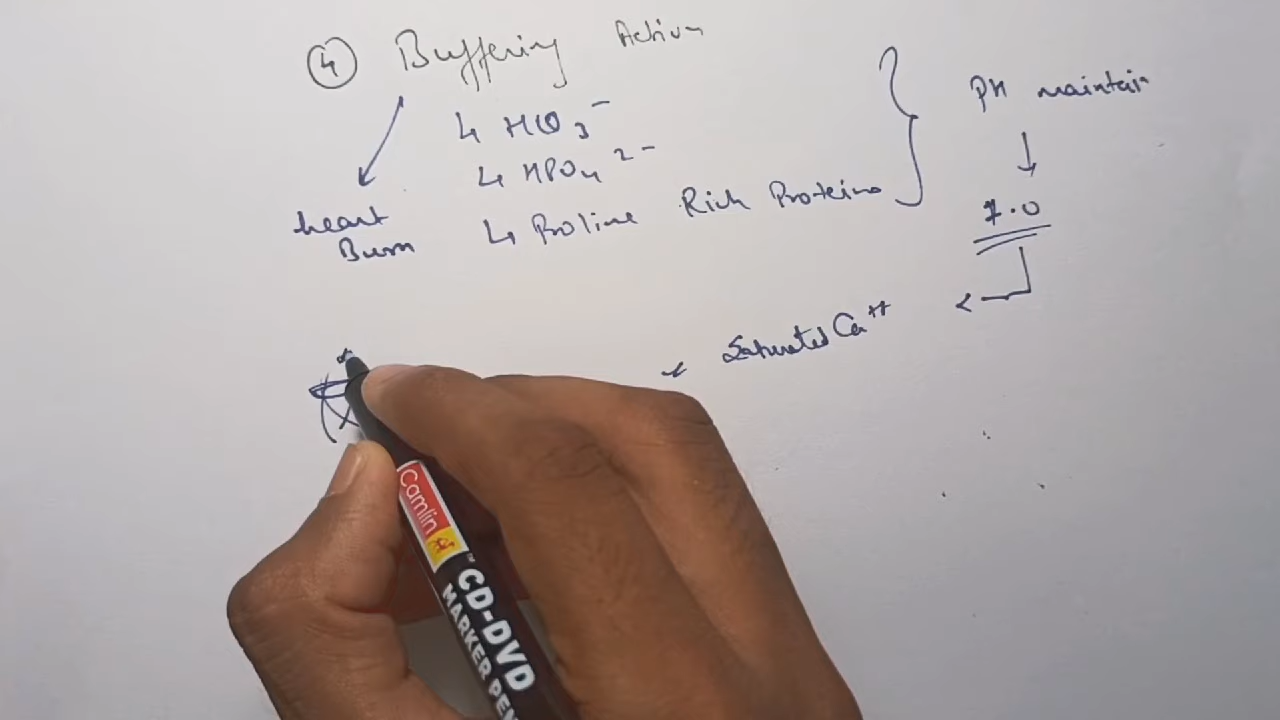 ④ Buffering Action
↳ HCO₃⁻
↳ HPO₄²⁻
↳ Proline Rich Proteins
heart
Burn
PH maintain
7.0
Saturated Ca⁺⁺
Camlin
CD-DVD
MARKER PEN